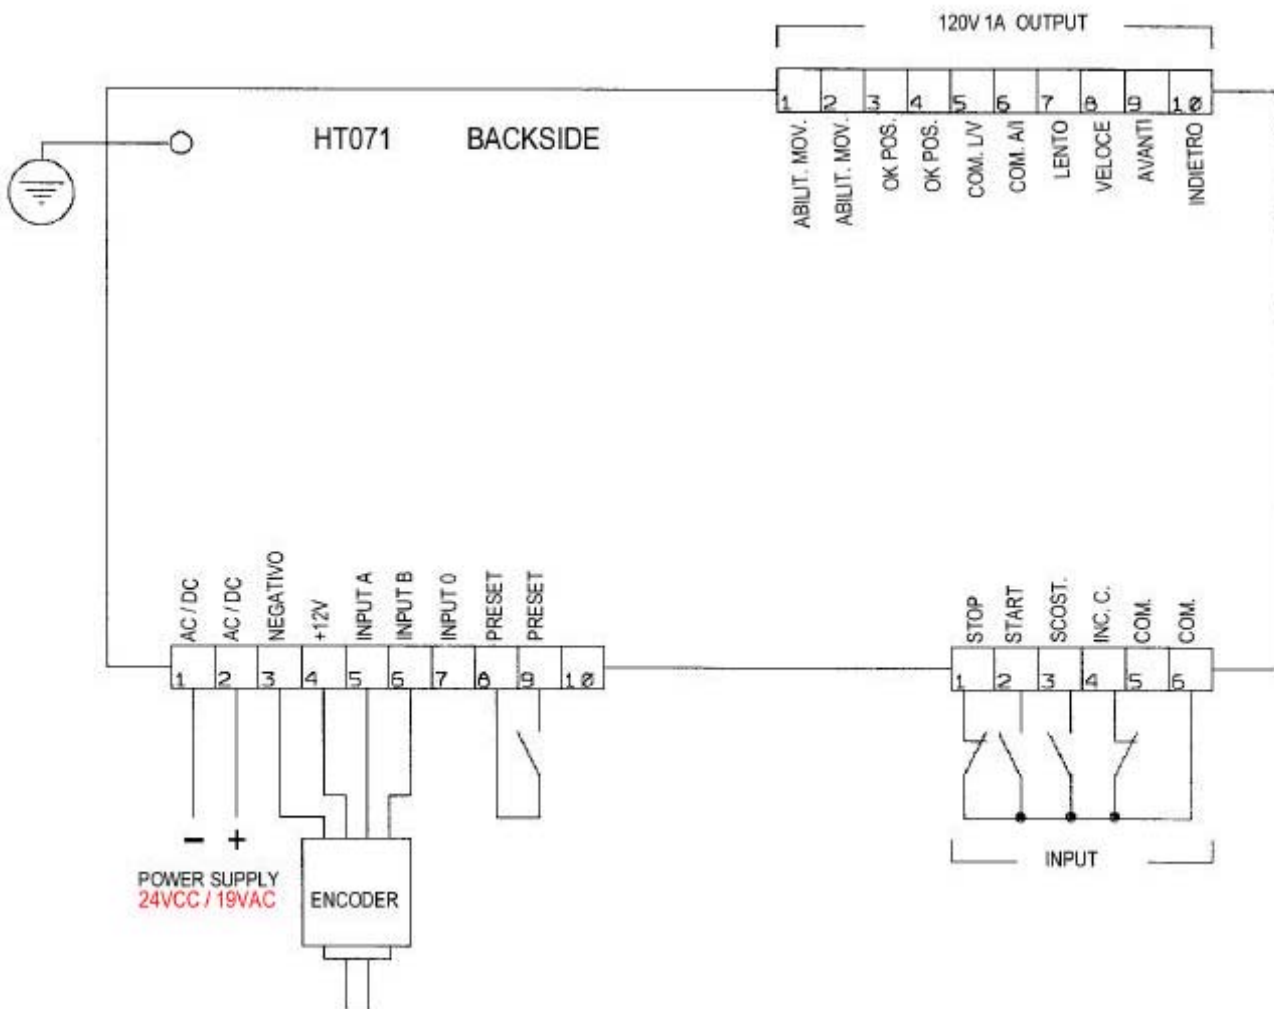 120V 1A OUTPUT
1 2 3 4 5 6 7 8 9 10
ABILIT. MOV.
ABILIT. MOV.
OK POS.
OK POS.
COM. L/V
COM. A/I
LENTO
VELOCE
AVANTI
INDIETRO
HT071 BACKSIDE
AC / DC
AC / DC
NEGATIVO
+12V
INPUT A
INPUT B
INPUT 0
PRESET
PRESET
1 2 3 4 5 6 7 8 9 10
STOP
START
SCOST.
INC. C.
COM.
COM.
1 2 3 4 5 6
- +
POWER SUPPLY
24VCC / 19VAC
ENCODER
INPUT